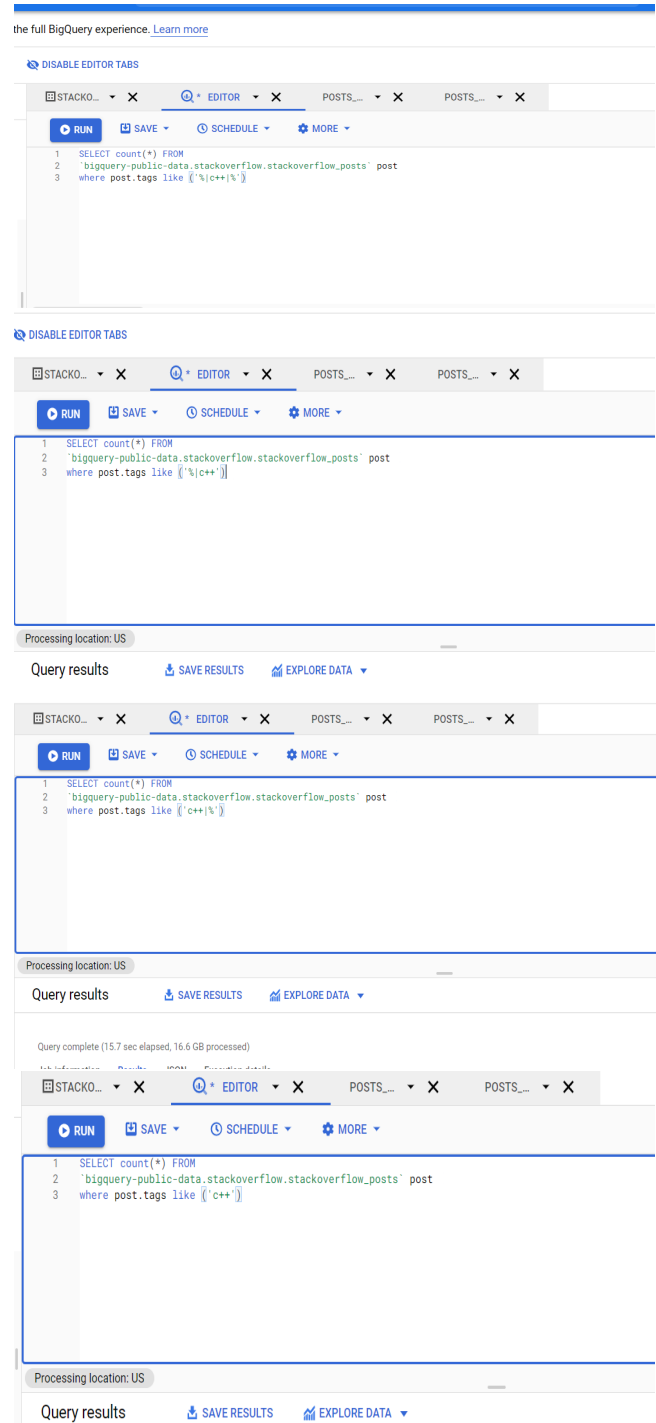 the full BigQuery experience. Learn more
DISABLE EDITOR TABS
STACKO... EDITOR POSTS_... POSTS_...
RUN SAVE SCHEDULE MORE
1 SELECT count(*) FROM
2 `bigquery-public-data.stackoverflow.stackoverflow_posts` post
3 where post.tags like ('%|c++|%')
DISABLE EDITOR TABS
STACKO... * EDITOR POSTS_... POSTS_...
RUN SAVE SCHEDULE MORE
1 SELECT count(*) FROM
2 `bigquery-public-data.stackoverflow.stackoverflow_posts` post
3 where post.tags like ('%|c++')
Processing location: US
Query results SAVE RESULTS EXPLORE DATA
STACKO... * EDITOR POSTS_... POSTS_...
RUN SAVE SCHEDULE MORE
1 SELECT count(*) FROM
2 `bigquery-public-data.stackoverflow.stackoverflow_posts` post
3 where post.tags like ('c++|%')
Processing location: US
Query results SAVE RESULTS EXPLORE DATA
Query complete (15.7 sec elapsed, 16.6 GB processed)
Job information Results JSON Execution details
STACKO... * EDITOR POSTS_... POSTS_...
RUN SAVE SCHEDULE MORE
1 SELECT count(*) FROM
2 `bigquery-public-data.stackoverflow.stackoverflow_posts` post
3 where post.tags like ('c++')
Processing location: US
Query results SAVE RESULTS EXPLORE DATA